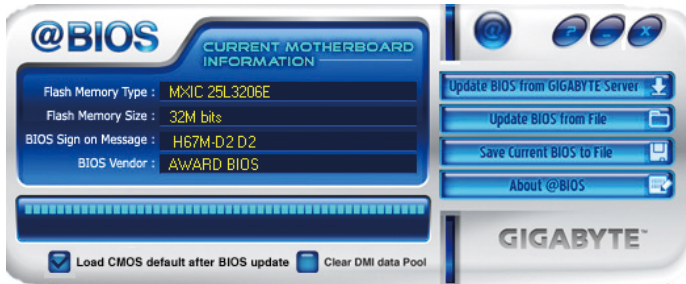 @BIOS
CURRENT MOTHERBOARD
INFORMATION
Flash Memory Type : MXIC 25L3206E
Flash Memory Size : 32M bits
BIOS Sign on Message : H67M-D2 D2
BIOS Vendor : AWARD BIOS
Load CMOS default after BIOS update
Clear DMI data Pool
@
? - x
Update BIOS from GIGABYTE Server
Update BIOS from File
Save Current BIOS to File
About @BIOS
GIGABYTE™